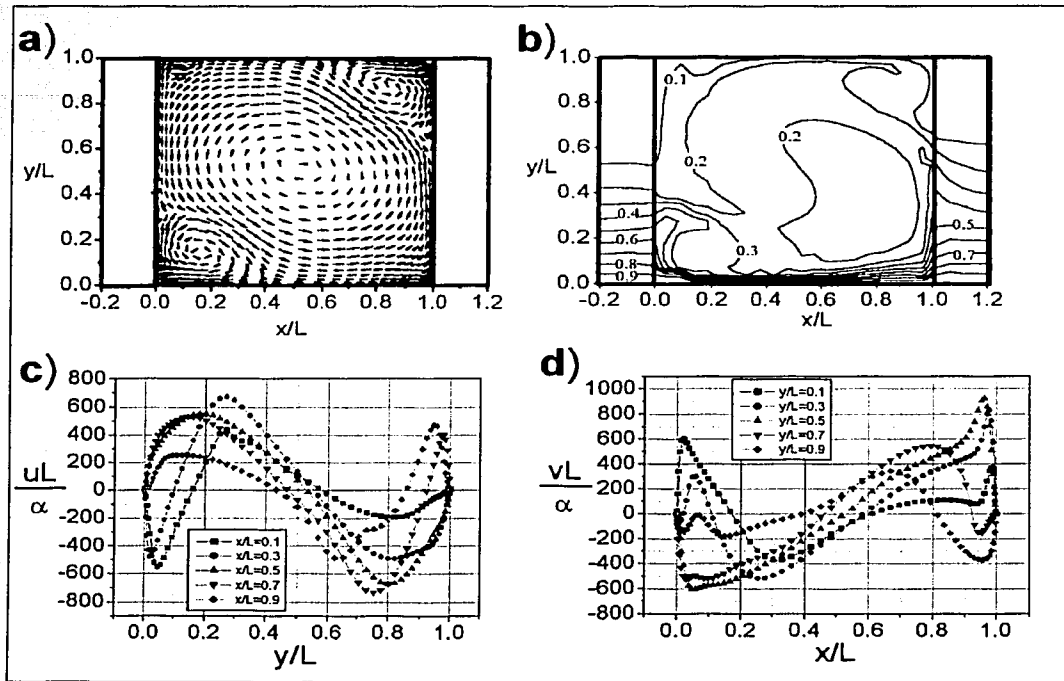 a)
1.0
0.8
0.6
0.4
0.2
0.0
y/L
-0.2 0.0 0.2 0.4 0.6 0.8 1.0 1.2
x/L
b)
1.0
0.8
0.6
0.4
0.2
0.0
y/L
0.1
0.2
0.2
0.3
0.4
0.6
0.8
0.9
0.5
0.7
-0.2 0.0 0.2 0.4 0.6 0.8 1.0 1.2
x/L
c)
800
600
400
200
0
-200
-400
-600
-800
uL
α
x/L=0.1
x/L=0.3
x/L=0.5
x/L=0.7
x/L=0.9
0.0 0.2 0.4 0.6 0.8 1.0
y/L
d)
1000
800
600
400
200
0
-200
-400
-600
-800
vL
α
y/L=0.1
y/L=0.3
y/L=0.5
y/L=0.7
y/L=0.9
0.0 0.2 0.4 0.6 0.8 1.0
x/L